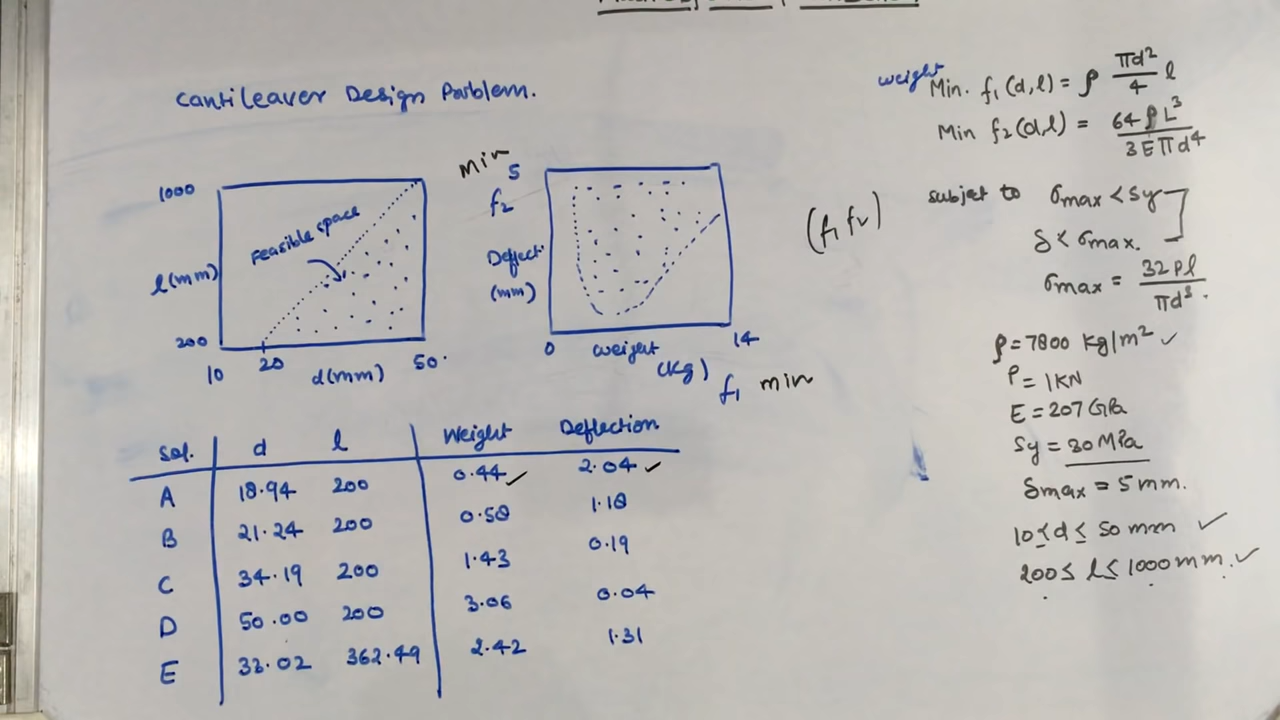 Cantileaver Design Problem.
1000
l(mm)
200
10
20
d(mm)
50.
Feasible space
min
f₂
5
Deflect.
(mm)
0
weight
(kg)
14
f₁ min
(f₁ f₂)
weight Min. f₁(d,l) = ρ πd²/4 l
Min f₂(d,l) = 64ρL³/3Eπd⁴
subject to σmax < Sy
δ < σmax.
σmax = 32Pl/πd³.
ρ = 7800 kg/m² ✓
P = 1KN
E = 207 GPa
Sy = 30 MPa
δmax = 5mm.
10 ≤ d ≤ 50 mm ✓
200 ≤ l ≤ 1000 mm. ✓
Sol. d l Weight Deflection
A 18.94 200 0.44 ✓ 2.04 ✓
B 21.24 200 0.58 1.18
C 34.19 200 1.43 0.19
D 50.00 200 3.06 0.04
E 33.02 362.49 2.42 1.31